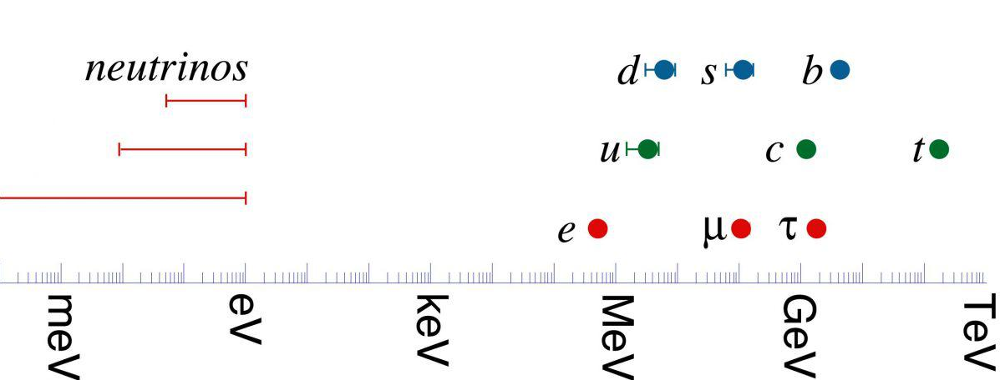 neutrinos d s b
u c t
e μ τ
meV eV keV MeV GeV TeV